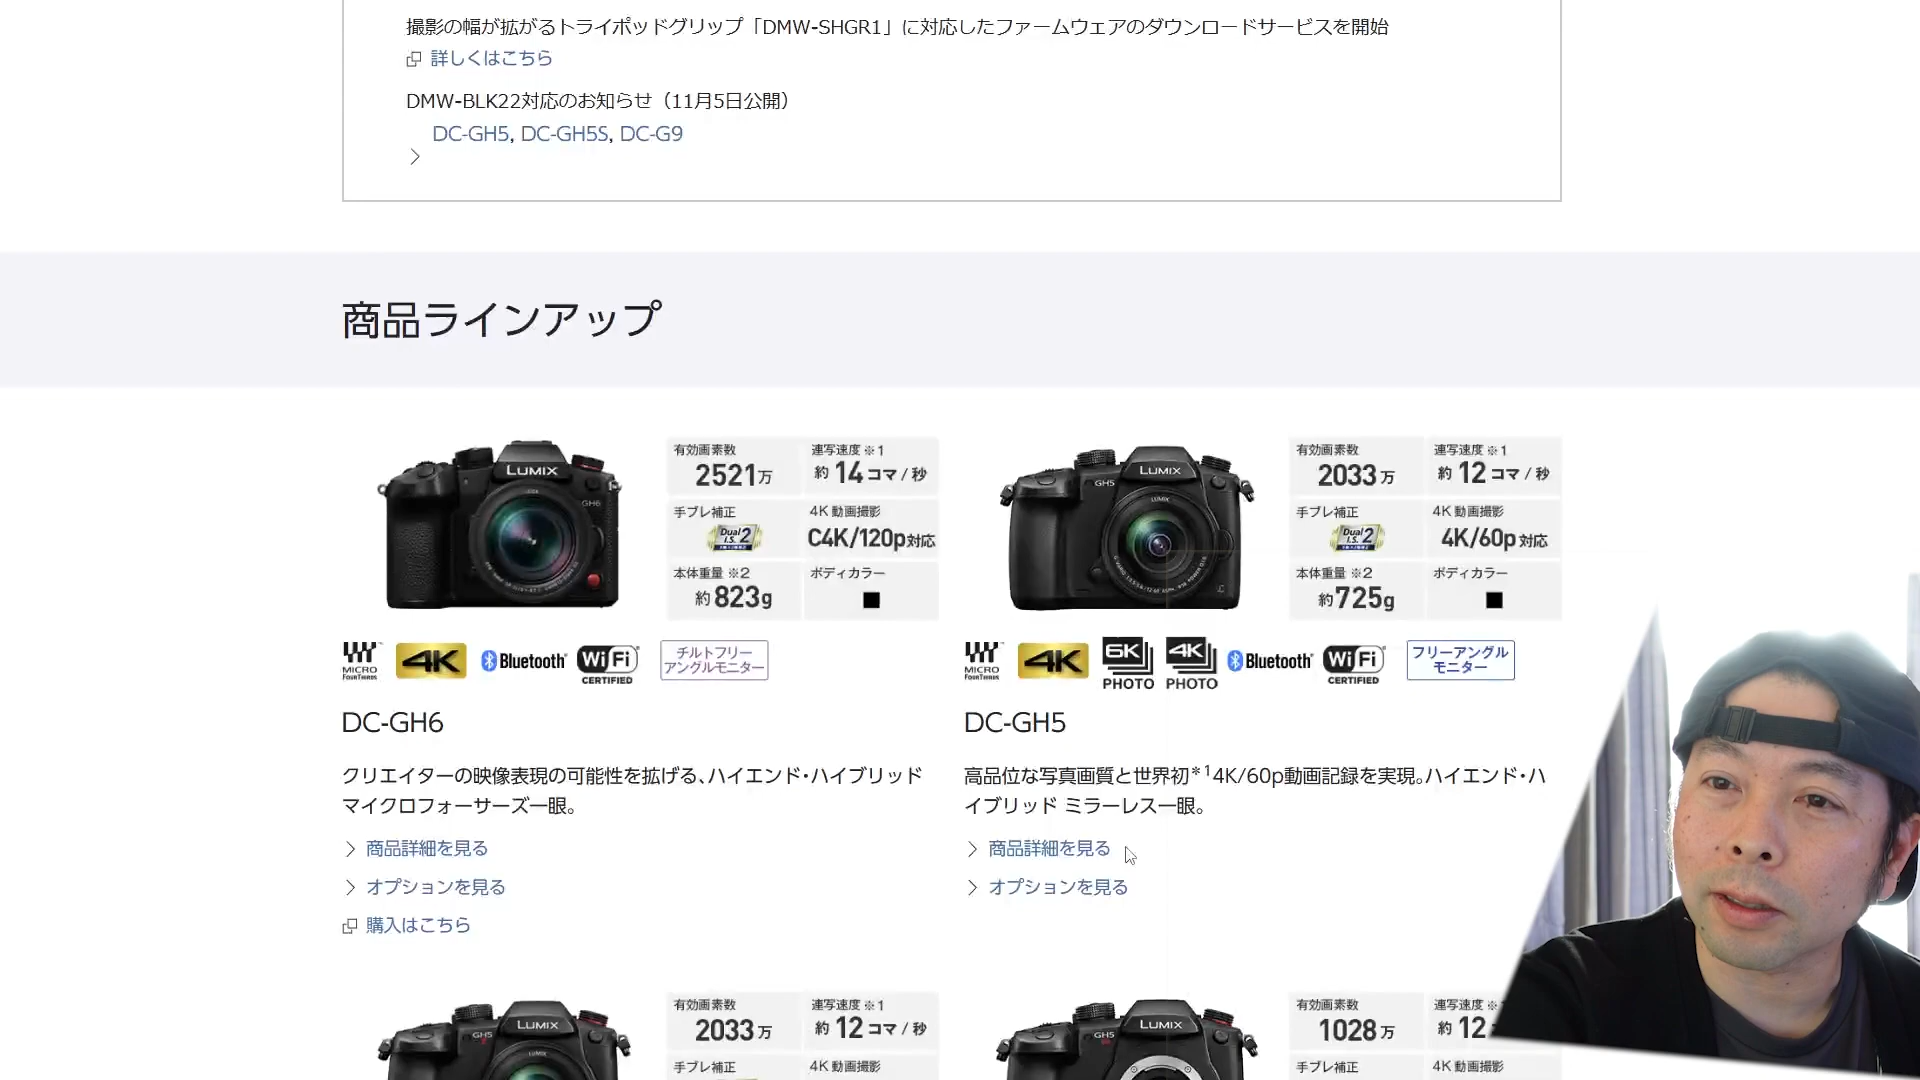 撮影の幅が拡がるトライポッドグリップ「DMW-SHGR1」に対応したファームウェアのダウンロードサービスを開始
詳しくはこちら
DMW-BLK22対応のお知らせ（11月5日公開）
DC-GH5, DC-GH5S, DC-G9
商品ラインアップ
LUMIX
GH6
有効画素数
2521万
連写速度 ※1
約14コマ / 秒
手ブレ補正
Dual I.S. 2
4K 動画撮影
C4K/120p対応
本体重量 ※2
約823g
ボディカラー
MICRO FOURTHIRDS
4K
Bluetooth
Wi Fi CERTIFIED
チルトフリー
アングルモニター
DC-GH6
クリエイターの映像表現の可能性を拡げる、ハイエンド・ハイブリッド
マイクロフォーサーズ一眼。
商品詳細を見る
オプションを見る
購入はこちら
LUMIX
GH5
LUMIX
有効画素数
2033万
連写速度 ※1
約12コマ / 秒
手ブレ補正
Dual I.S. 2
4K 動画撮影
4K/60p対応
本体重量 ※2
約725g
ボディカラー
MICRO FOURTHIRDS
4K
6K PHOTO
4K PHOTO
Bluetooth
Wi Fi CERTIFIED
フリーアングル
モニター
DC-GH5
高品位な写真画質と世界初＊1 4K/60p動画記録を実現。ハイエンド・ハ
イブリッド ミラーレス一眼。
商品詳細を見る
オプションを見る
LUMIX
GH5
LUMIX
有効画素数
2033万
連写速度 ※1
約12コマ / 秒
手ブレ補正
4K 動画撮影
LUMIX
GH5
有効画素数
1028万
連写速度 ※
約12
手ブレ補正
4K 動画撮影